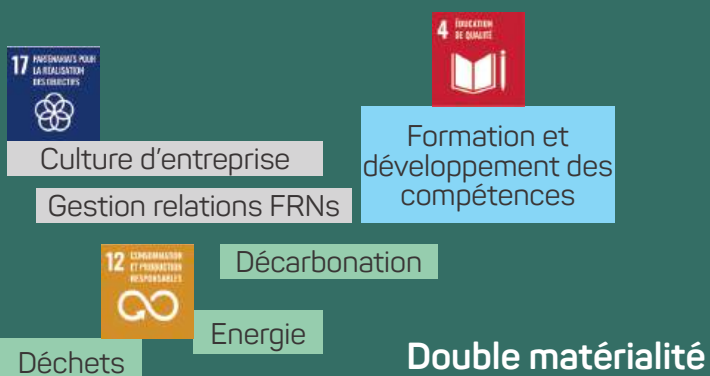 4 ÉDUCATION
DE QUALITÉ
17 PARTENARIATS POUR
LA RÉALISATION
DES OBJECTIFS
Culture d'entreprise
Formation et
développement des
compétences
Gestion relations FRNs
12 CONSOMMATION
ET PRODUCTION
RESPONSABLES
Décarbonation
Energie
Déchets
Double matérialité